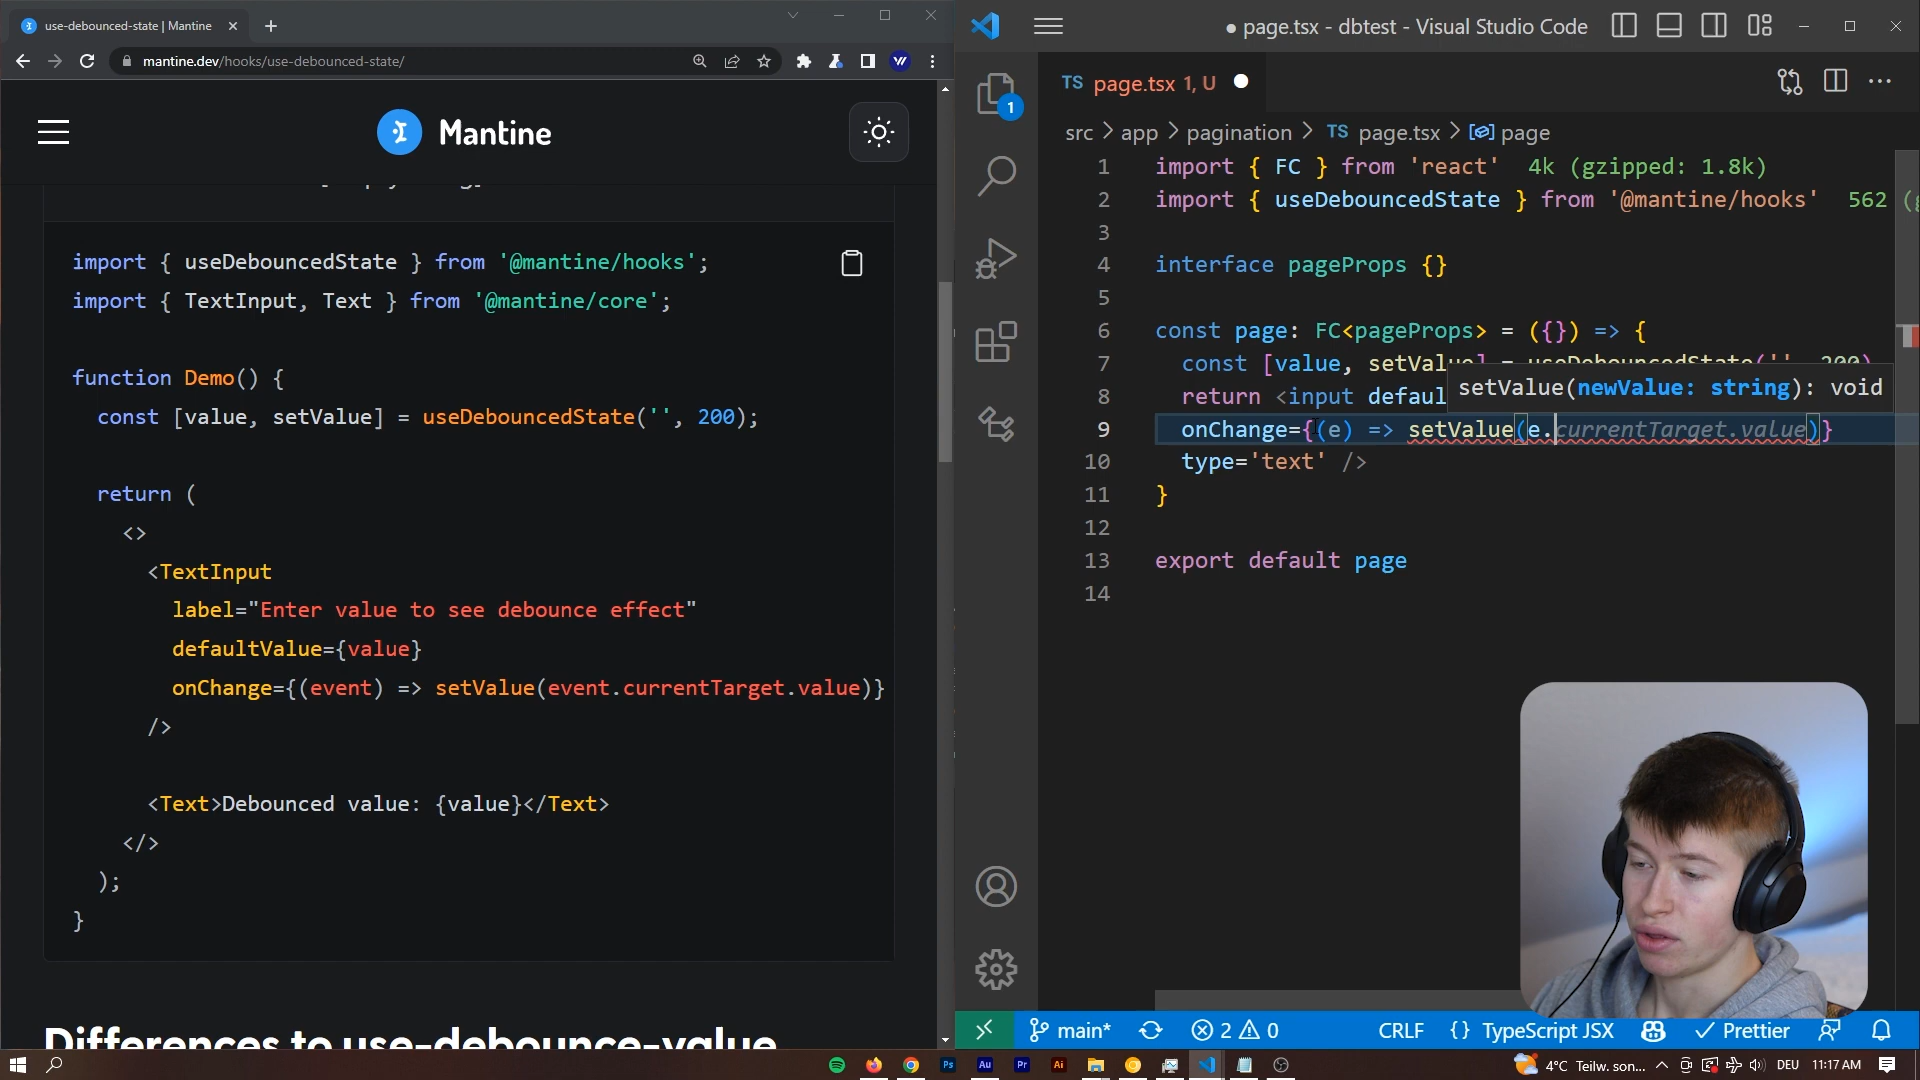 use-debounced-state | Mantine
mantine.dev/hooks/use-debounced-state/
Mantine
import { useDebouncedState } from '@mantine/hooks';
import { TextInput, Text } from '@mantine/core';
function Demo() {
const [value, setValue] = useDebouncedState('', 200);
return (
<>
<TextInput
label="Enter value to see debounce effect"
defaultValue={value}
onChange={(event) => setValue(event.currentTarget.value)}
/>
<Text>Debounced value: {value}</Text>
</>
);
}
Differences to use-debounce-value
● page.tsx - dbtest - Visual Studio Code
1
TS page.tsx 1, U
src > app > pagination > TS page.tsx > page
1 import { FC } from 'react' 4k (gzipped: 1.8k)
2 import { useDebouncedState } from '@mantine/hooks' 562 (g
3
4 interface pageProps {}
5
6 const page: FC<pageProps> = ({}) => {
7 const [value, setValue] = useDebouncedState('', 200)
setValue(newValue: string): void
8 return <input defaul
9 onChange={(e) => setValue(e.currentTarget.value)}
10 type='text' />
11 }
12
13 export default page
14
main* 2 0 CRLF {} TypeScript JSX Prettier
Ps Au Pr Ai 4°C Teilw. son... DEU 11:17 AM